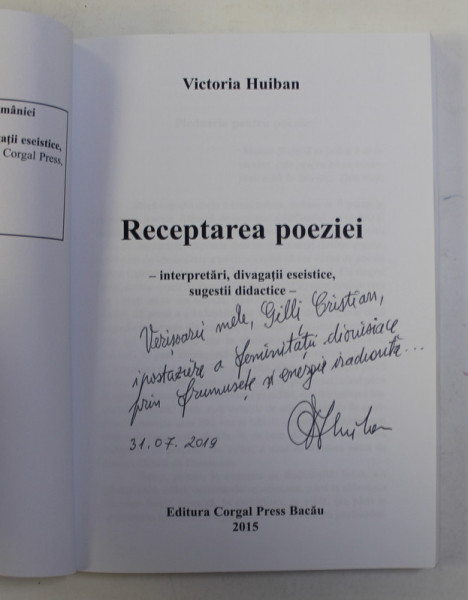 mâniei
ații eseistice,
Corgal Press,
Victoria Huiban
Receptarea poeziei
– interpretări, divagații eseistice,
sugestii didactice –
Verișoarei mele, Gilli Cristian,
ipostaziere a feminității dionisiace
prin frumusețe și energie iradiantă...
31.07.2019
Editura Corgal Press Bacău
2015